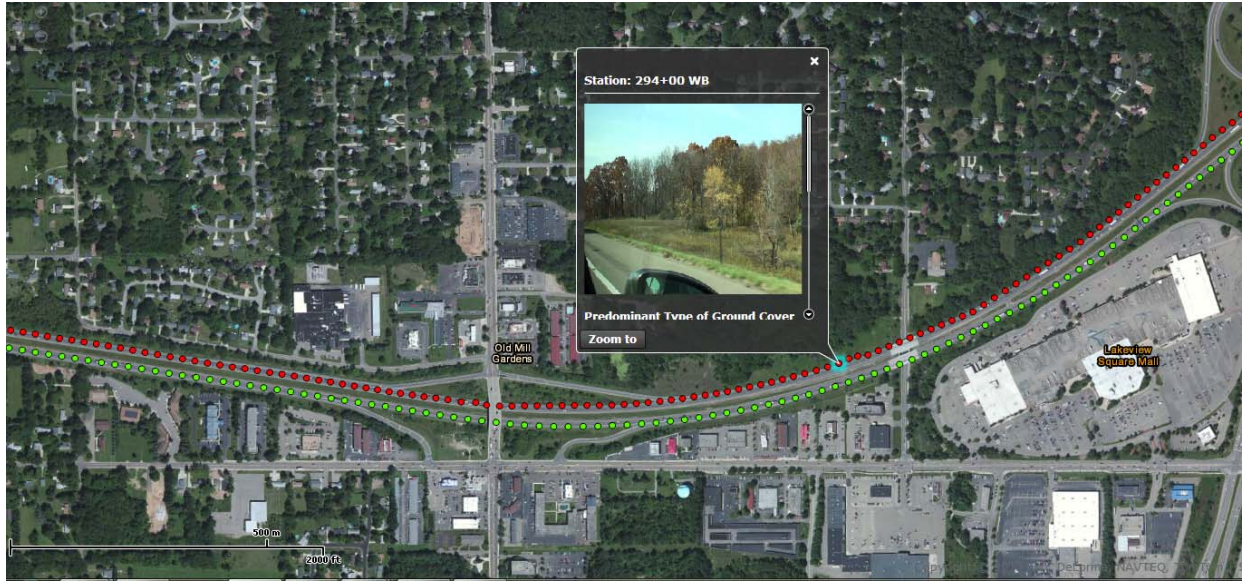 Station: 294+00 WB
Predominant Type of Ground Cover
Zoom to
Old Mill
Gardens
Lakeview
Square Mall
500 m
2000 ft
DeLorme, NAVTEQ,